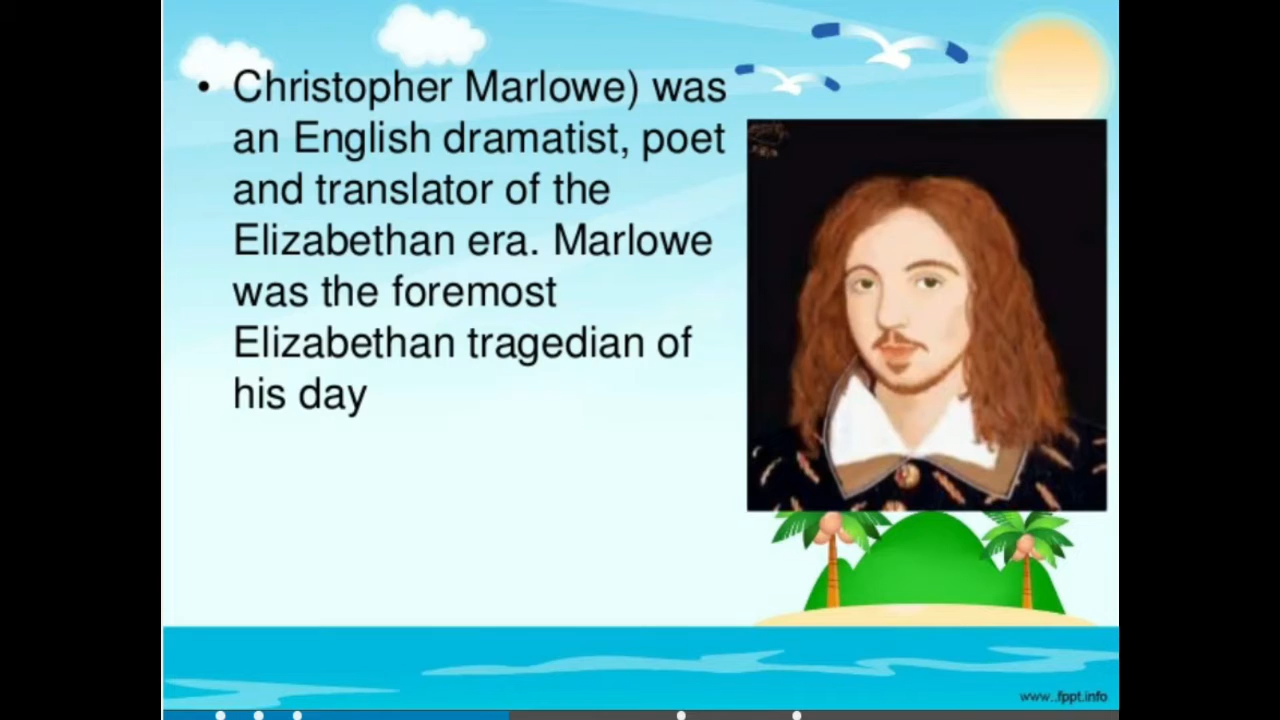 • Christopher Marlowe) was
an English dramatist, poet
and translator of the
Elizabethan era. Marlowe
was the foremost
Elizabethan tragedian of
his day
www..fppt.info